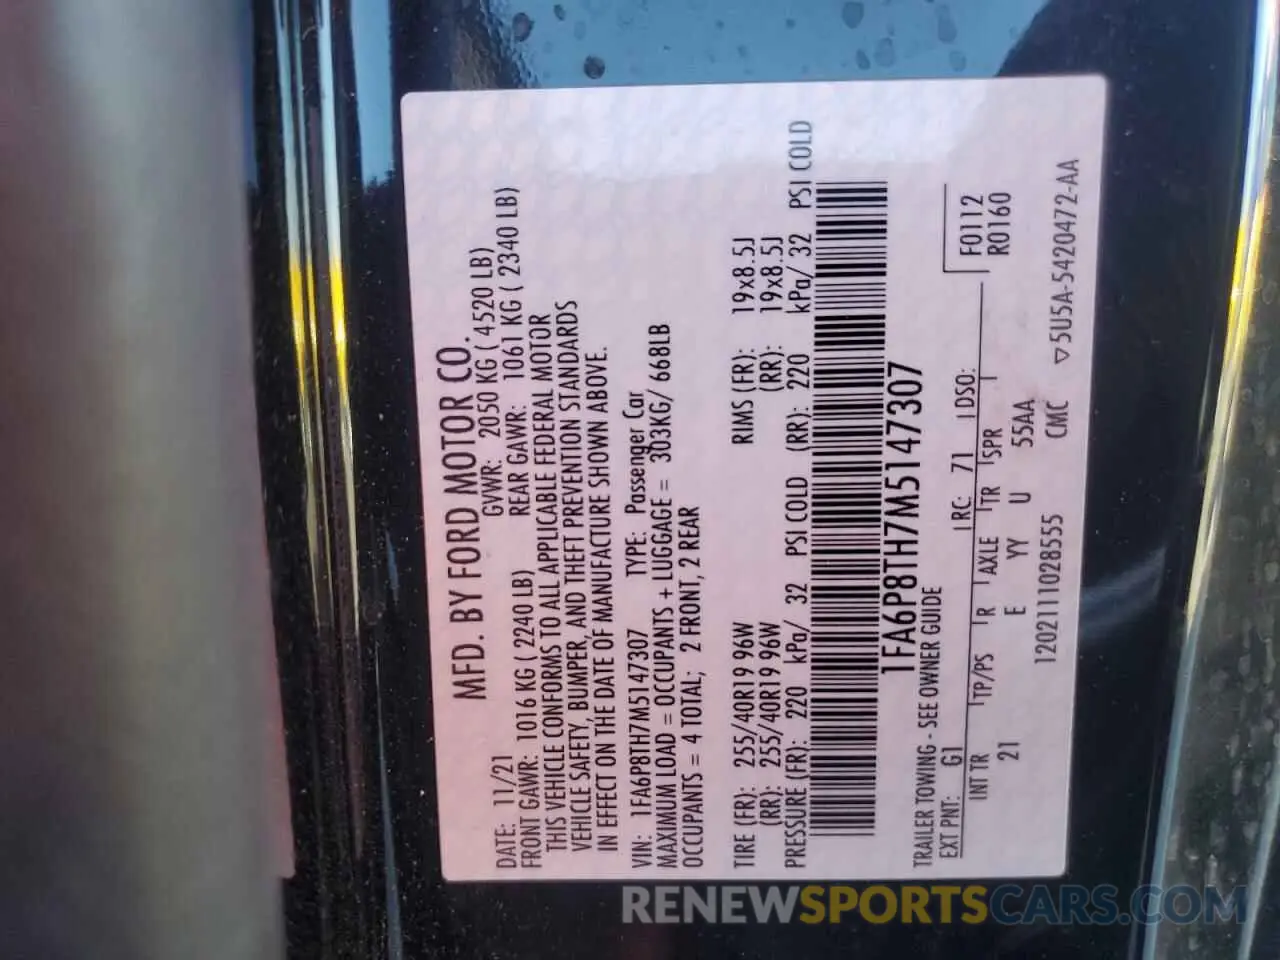 MFD. BY FORD MOTOR CO.
DATE: 11/21 GVWR: 2050 KG ( 4520 LB)
FRONT GAWR: 1016 KG ( 2240 LB) REAR GAWR: 1061 KG ( 2340 LB)
THIS VEHICLE CONFORMS TO ALL APPLICABLE FEDERAL MOTOR
VEHICLE SAFETY, BUMPER, AND THEFT PREVENTION STANDARDS
IN EFFECT ON THE DATE OF MANUFACTURE SHOWN ABOVE.
VIN: 1FA6P8TH7M5147307 TYPE: Passenger Car
MAXIMUM LOAD = OCCUPANTS + LUGGAGE = 303KG/ 668LB
OCCUPANTS = 4 TOTAL; 2 FRONT, 2 REAR
TIRE (FR): 255/40R19 96W RIMS (FR): 19x8.5J
(RR): 255/40R19 96W (RR): 19x8.5J
PRESSURE (FR): 220 kPa/ 32 PSI COLD (RR): 220 kPa/ 32 PSI COLD
1FA6P8TH7M5147307
TRAILER TOWING - SEE OWNER GUIDE
EXT PNT: G1 RC: 71 DSO: F0112
INT TR TP/PS R AXLE TR SPR R0160
21 E YY U 55AA
12021111028555 CMC ▽5U5A-5420472-AA
RENEWSPORTSCARS.COM